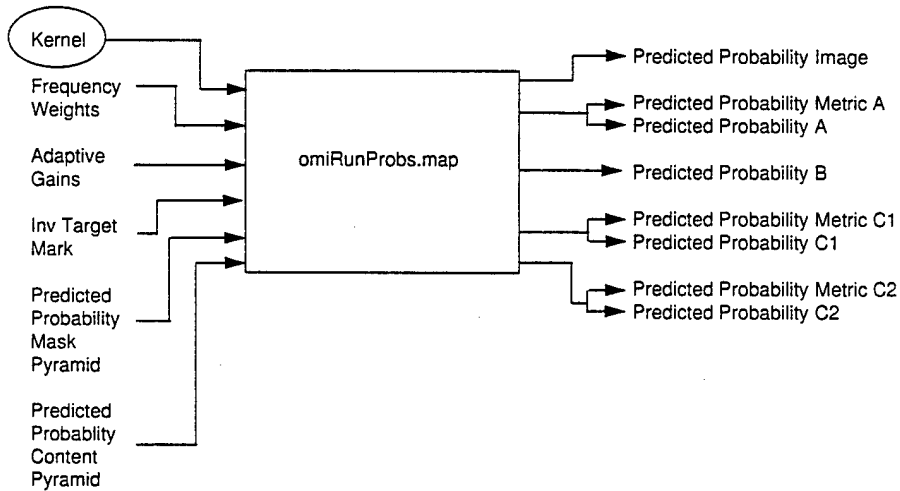 Kernel
Frequency
Weights
Adaptive
Gains
Inv Target
Mark
Predicted
Probability
Mask
Pyramid
Predicted
Probablity
Content
Pyramid
omiRunProbs.map
Predicted Probability Image
Predicted Probability Metric A
Predicted Probability A
Predicted Probability B
Predicted Probability Metric C1
Predicted Probability C1
Predicted Probability Metric C2
Predicted Probability C2